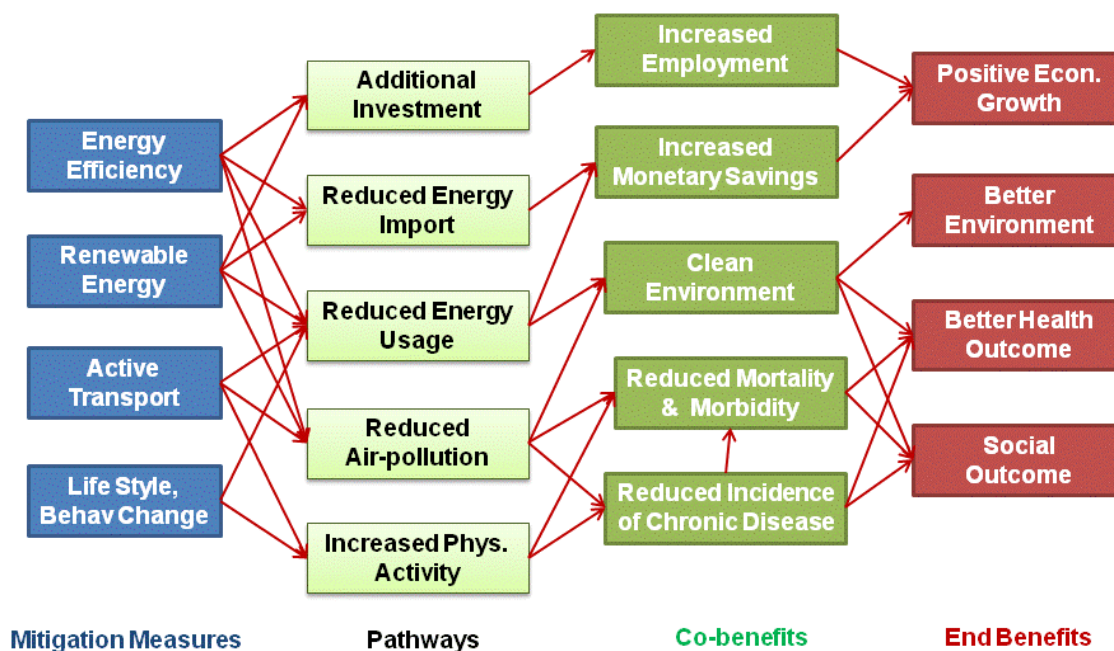 Energy
Efficiency
Renewable
Energy
Active
Transport
Life Style,
Behav Change
Mitigation Measures
Additional
Investment
Reduced Energy
Import
Reduced Energy
Usage
Reduced
Air-pollution
Increased Phys.
Activity
Pathways
Increased
Employment
Increased
Monetary Savings
Clean
Environment
Reduced Mortality
& Morbidity
Reduced Incidence
of Chronic Disease
Co-benefits
Positive Econ.
Growth
Better
Environment
Better Health
Outcome
Social
Outcome
End Benefits